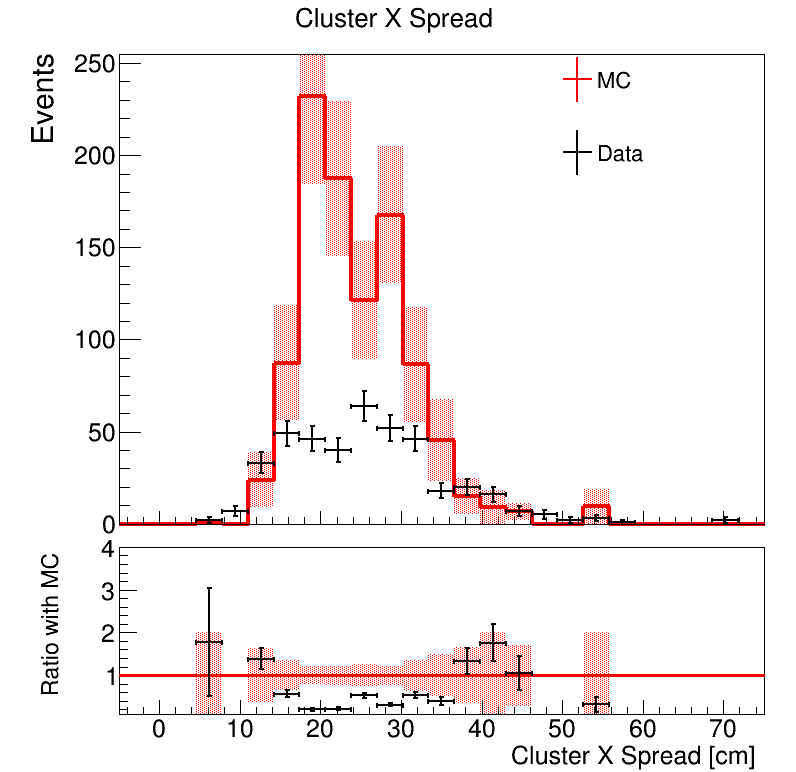 Cluster X Spread
Events
250
200
150
100
50
0
MC
Data
Ratio with MC
4
3
2
1
0 10 20 30 40 50 60 70
Cluster X Spread [cm]